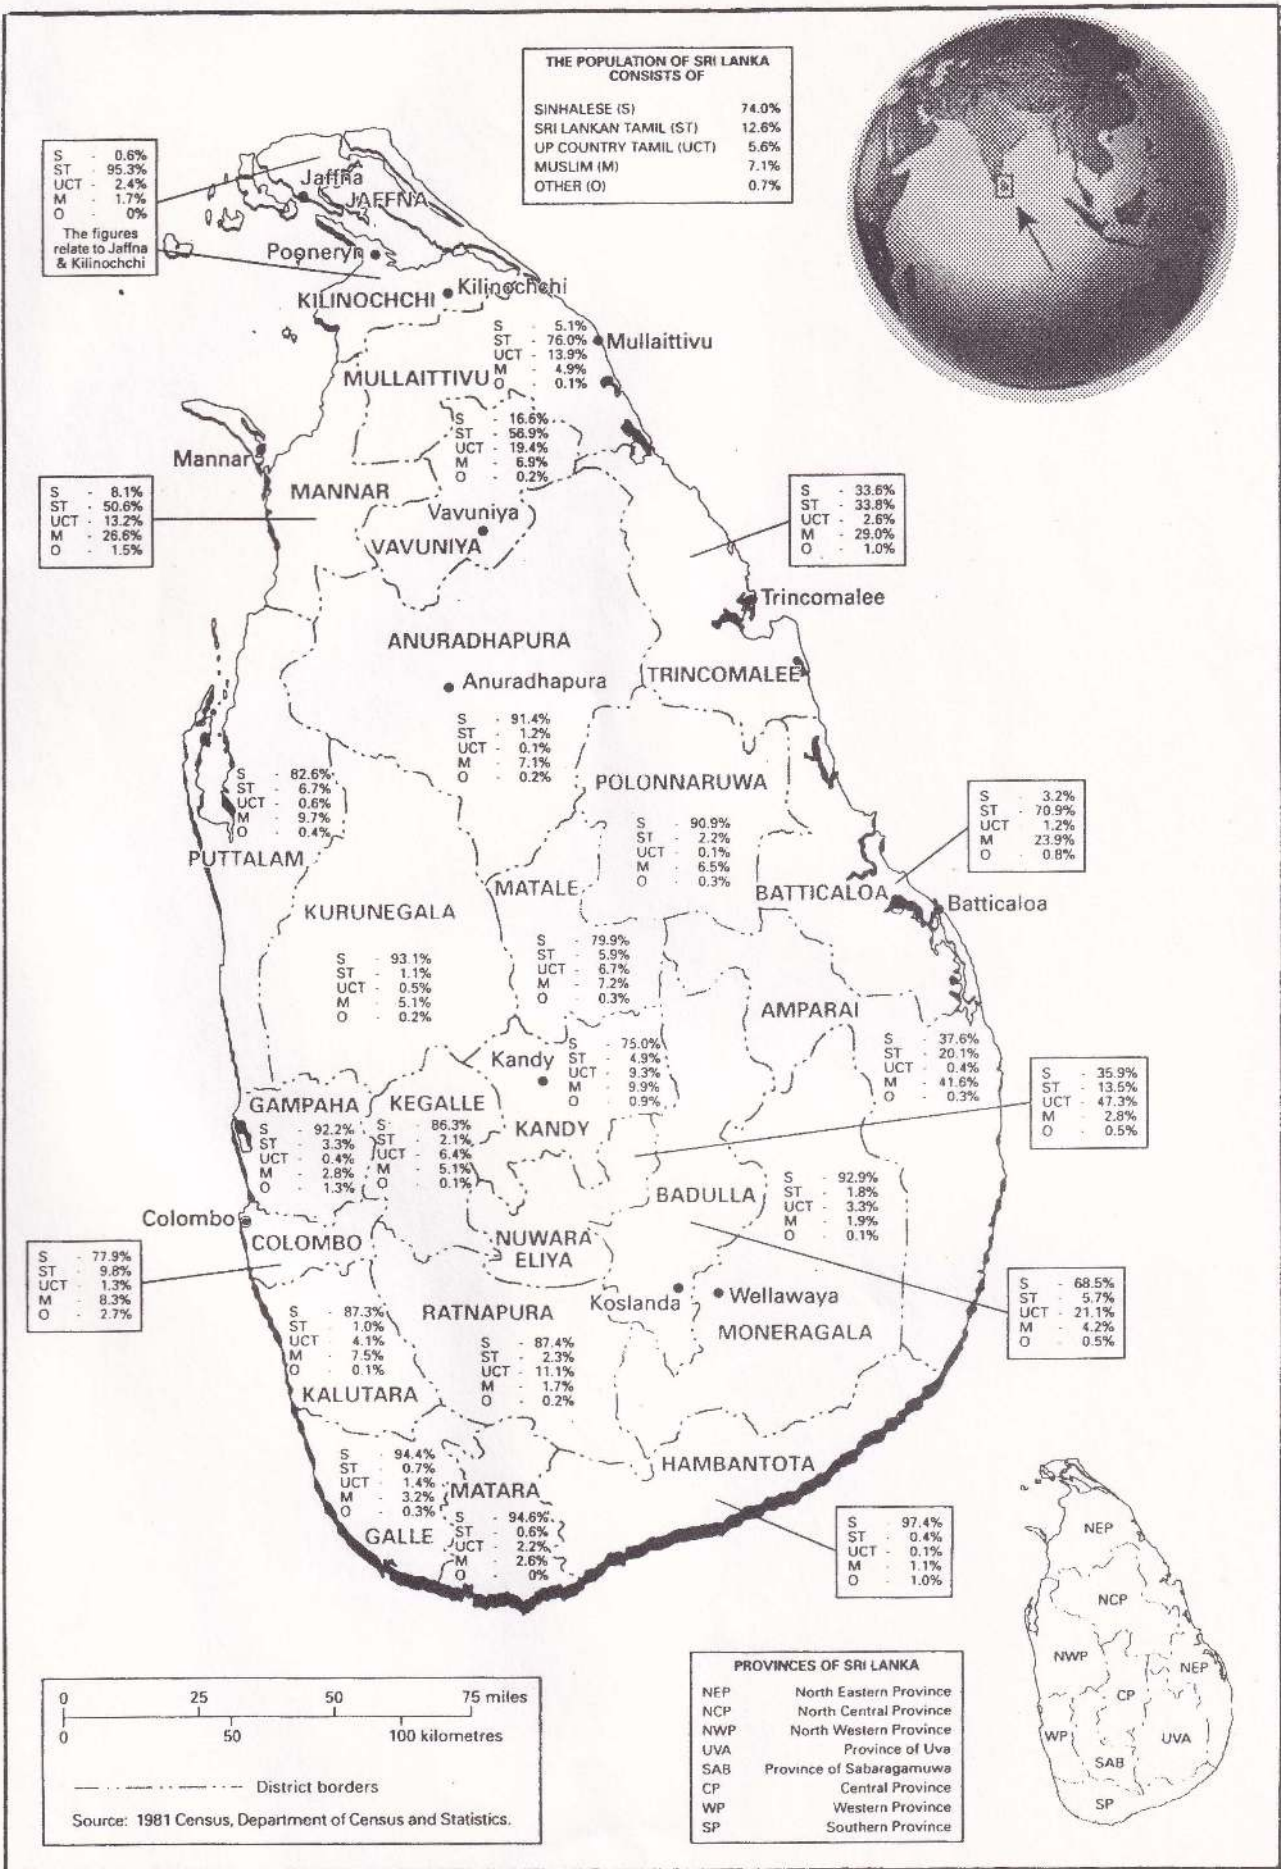 THE POPULATION OF SRI LANKA
CONSISTS OF
SINHALESE (S) 74.0%
SRI LANKAN TAMIL (ST) 12.6%
UP COUNTRY TAMIL (UCT) 5.6%
MUSLIM (M) 7.1%
OTHER (O) 0.7%
S - 0.6%
ST - 95.3%
UCT - 2.4%
M - 1.7%
O - 0%
The figures
relate to Jaffna
& Kilinochchi
Jaffna
JAFFNA
Pooneryn
KILINOCHCHI
Kilinochchi
S - 5.1%
ST - 76.0%
UCT - 13.9%
M - 4.9%
O - 0.1%
Mullaittivu
MULLAITTIVU
S - 16.6%
ST - 56.9%
UCT - 19.4%
M - 6.9%
O - 0.2%
Mannar
MANNAR
S - 8.1%
ST - 50.6%
UCT - 13.2%
M - 26.6%
O - 1.5%
Vavuniya
VAVUNIYA
S - 33.6%
ST - 33.8%
UCT - 2.6%
M - 29.0%
O - 1.0%
Trincomalee
TRINCOMALEE
ANURADHAPURA
Anuradhapura
S - 91.4%
ST - 1.2%
UCT - 0.1%
M - 7.1%
O - 0.2%
S - 82.6%
ST - 6.7%
UCT - 0.6%
M - 9.7%
O - 0.4%
PUTTALAM
POLONNARUWA
S - 90.9%
ST - 2.2%
UCT - 0.1%
M - 6.5%
O - 0.3%
S - 3.2%
ST - 70.9%
UCT - 1.2%
M - 23.9%
O - 0.8%
BATTICALOA
Batticaloa
MATALE
S - 79.9%
ST - 5.9%
UCT - 6.7%
M - 7.2%
O - 0.3%
KURUNEGALA
S - 93.1%
ST - 1.1%
UCT - 0.5%
M - 5.1%
O - 0.2%
AMPARAI
S - 37.6%
ST - 20.1%
UCT - 0.4%
M - 41.6%
O - 0.3%
Kandy
S - 75.0%
ST - 4.9%
UCT - 9.3%
M - 9.9%
O - 0.9%
KANDY
S - 35.9%
ST - 13.5%
UCT - 47.3%
M - 2.8%
O - 0.5%
GAMPAHA
S - 92.2%
ST - 3.3%
UCT - 0.4%
M - 2.8%
O - 1.3%
KEGALLE
S - 86.3%
ST - 2.1%
UCT - 6.4%
M - 5.1%
O - 0.1%
BADULLA
S - 92.9%
ST - 1.8%
UCT - 3.3%
M - 1.9%
O - 0.1%
Colombo
COLOMBO
S - 77.9%
ST - 9.8%
UCT - 1.3%
M - 8.3%
O - 2.7%
NUWARA
ELIYA
S - 68.5%
ST - 5.7%
UCT - 21.1%
M - 4.2%
O - 0.5%
Koslanda
Wellawaya
MONERAGALA
RATNAPURA
S - 87.4%
ST - 2.3%
UCT - 11.1%
M - 1.7%
O - 0.2%
S - 87.3%
ST - 1.0%
UCT - 4.1%
M - 7.5%
O - 0.1%
KALUTARA
S - 94.4%
ST - 0.7%
UCT - 1.4%
M - 3.2%
O - 0.3%
GALLE
MATARA
S - 94.6%
ST - 0.6%
UCT - 2.2%
M - 2.6%
O - 0%
HAMBANTOTA
S - 97.4%
ST - 0.4%
UCT - 0.1%
M - 1.1%
O - 1.0%
0 25 50 75 miles
0 50 100 kilometres
District borders
Source: 1981 Census, Department of Census and Statistics.
PROVINCES OF SRI LANKA
NEP North Eastern Province
NCP North Central Province
NWP North Western Province
UVA Province of Uva
SAB Province of Sabaragamuwa
CP Central Province
WP Western Province
SP Southern Province
NEP
NCP
NWP
NEP
CP
WP
UVA
SAB
SP